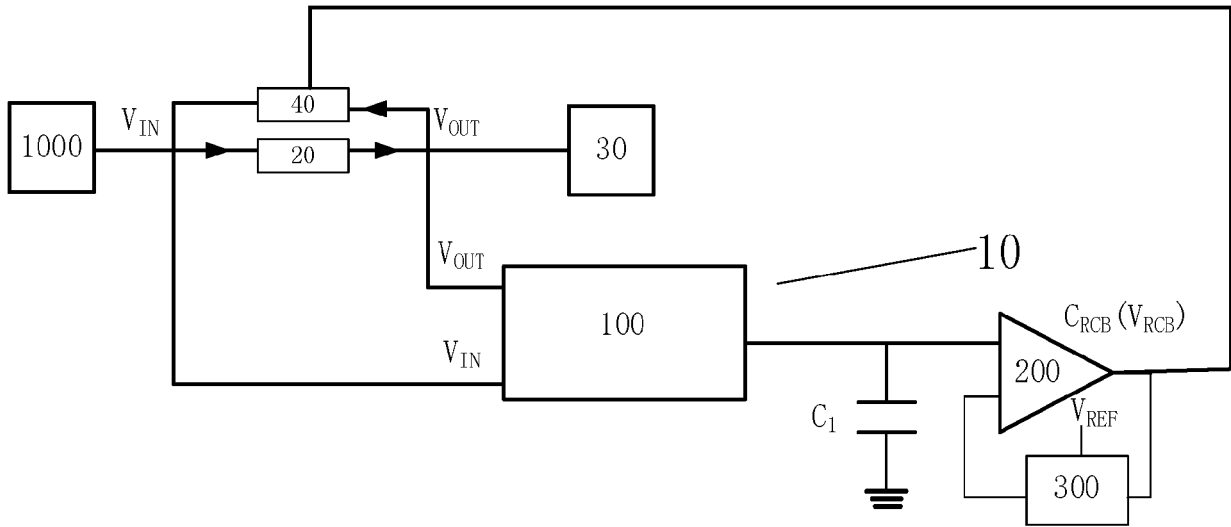 40
V_IN
V_OUT
1000
20
30
V_OUT
10
100
C_RCB(V_RCB)
V_IN
200
C_1
V_REF
300